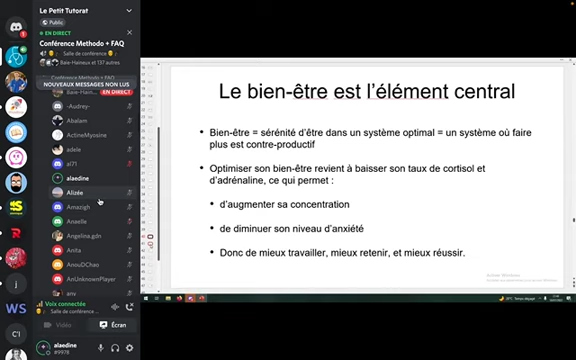 Le Petit Tutorat
Public
EN DIRECT
Conférence Methodo + FAQ
Salle de conférence
Baie-Haineux et 137 autres
NOUVEAUX MESSAGES NON LUS
EN DIRECT
-Audrey-
Abalam
ActineMyosine
adele
al71
alaedine
Alizée
Amazigh
Anaelle
Angelina.gdn
Anita
AnouDChao
AnUnknownPlayer
anv
Voix connectée
Salle de conférence
Vidéo
Écran
alaedine
#9978
WS
C'I
j
Le bien-être est l'élément central
Bien-être = sérénité d'être dans un système optimal = un système où faire
plus est contre-productif
Optimiser son bien-être revient à baisser son taux de cortisol et
d'adrénaline, ce qui permet :
d'augmenter sa concentration
de diminuer son niveau d'anxiété
Donc de mieux travailler, mieux retenir, et mieux réussir.
Activer Windows